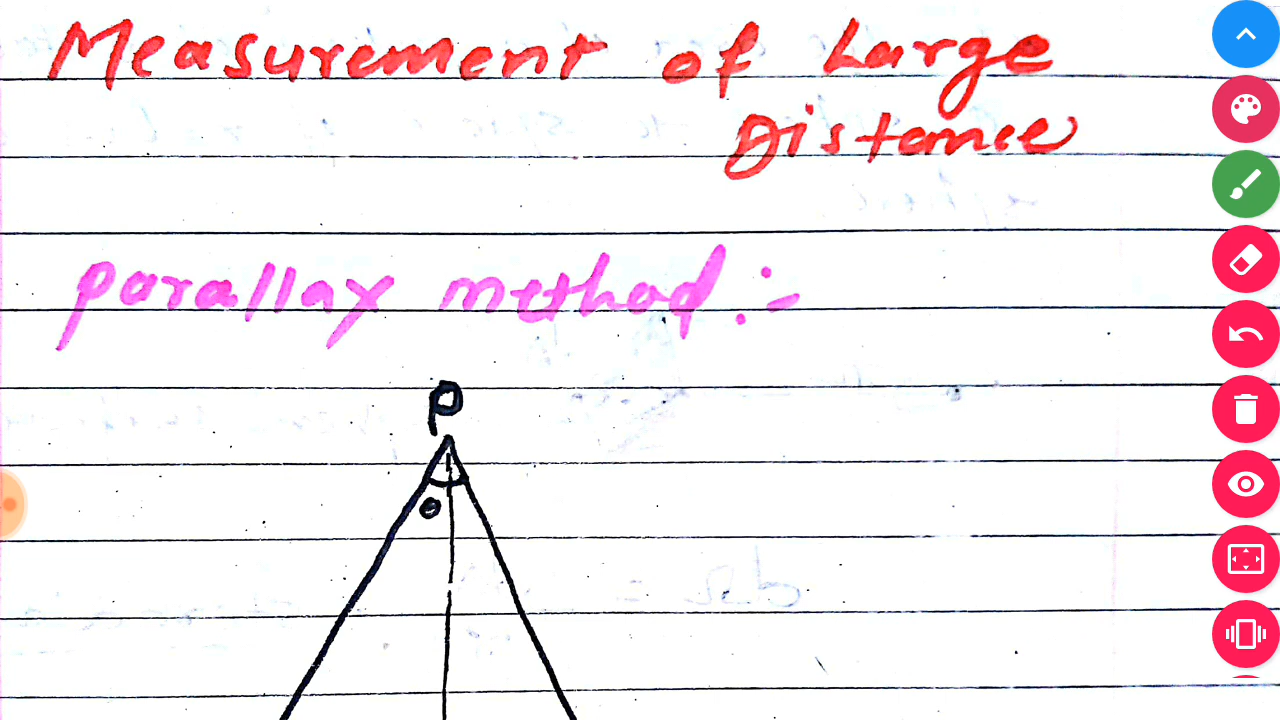 Measurement of Large
Distance
parallax method :-
P
θ